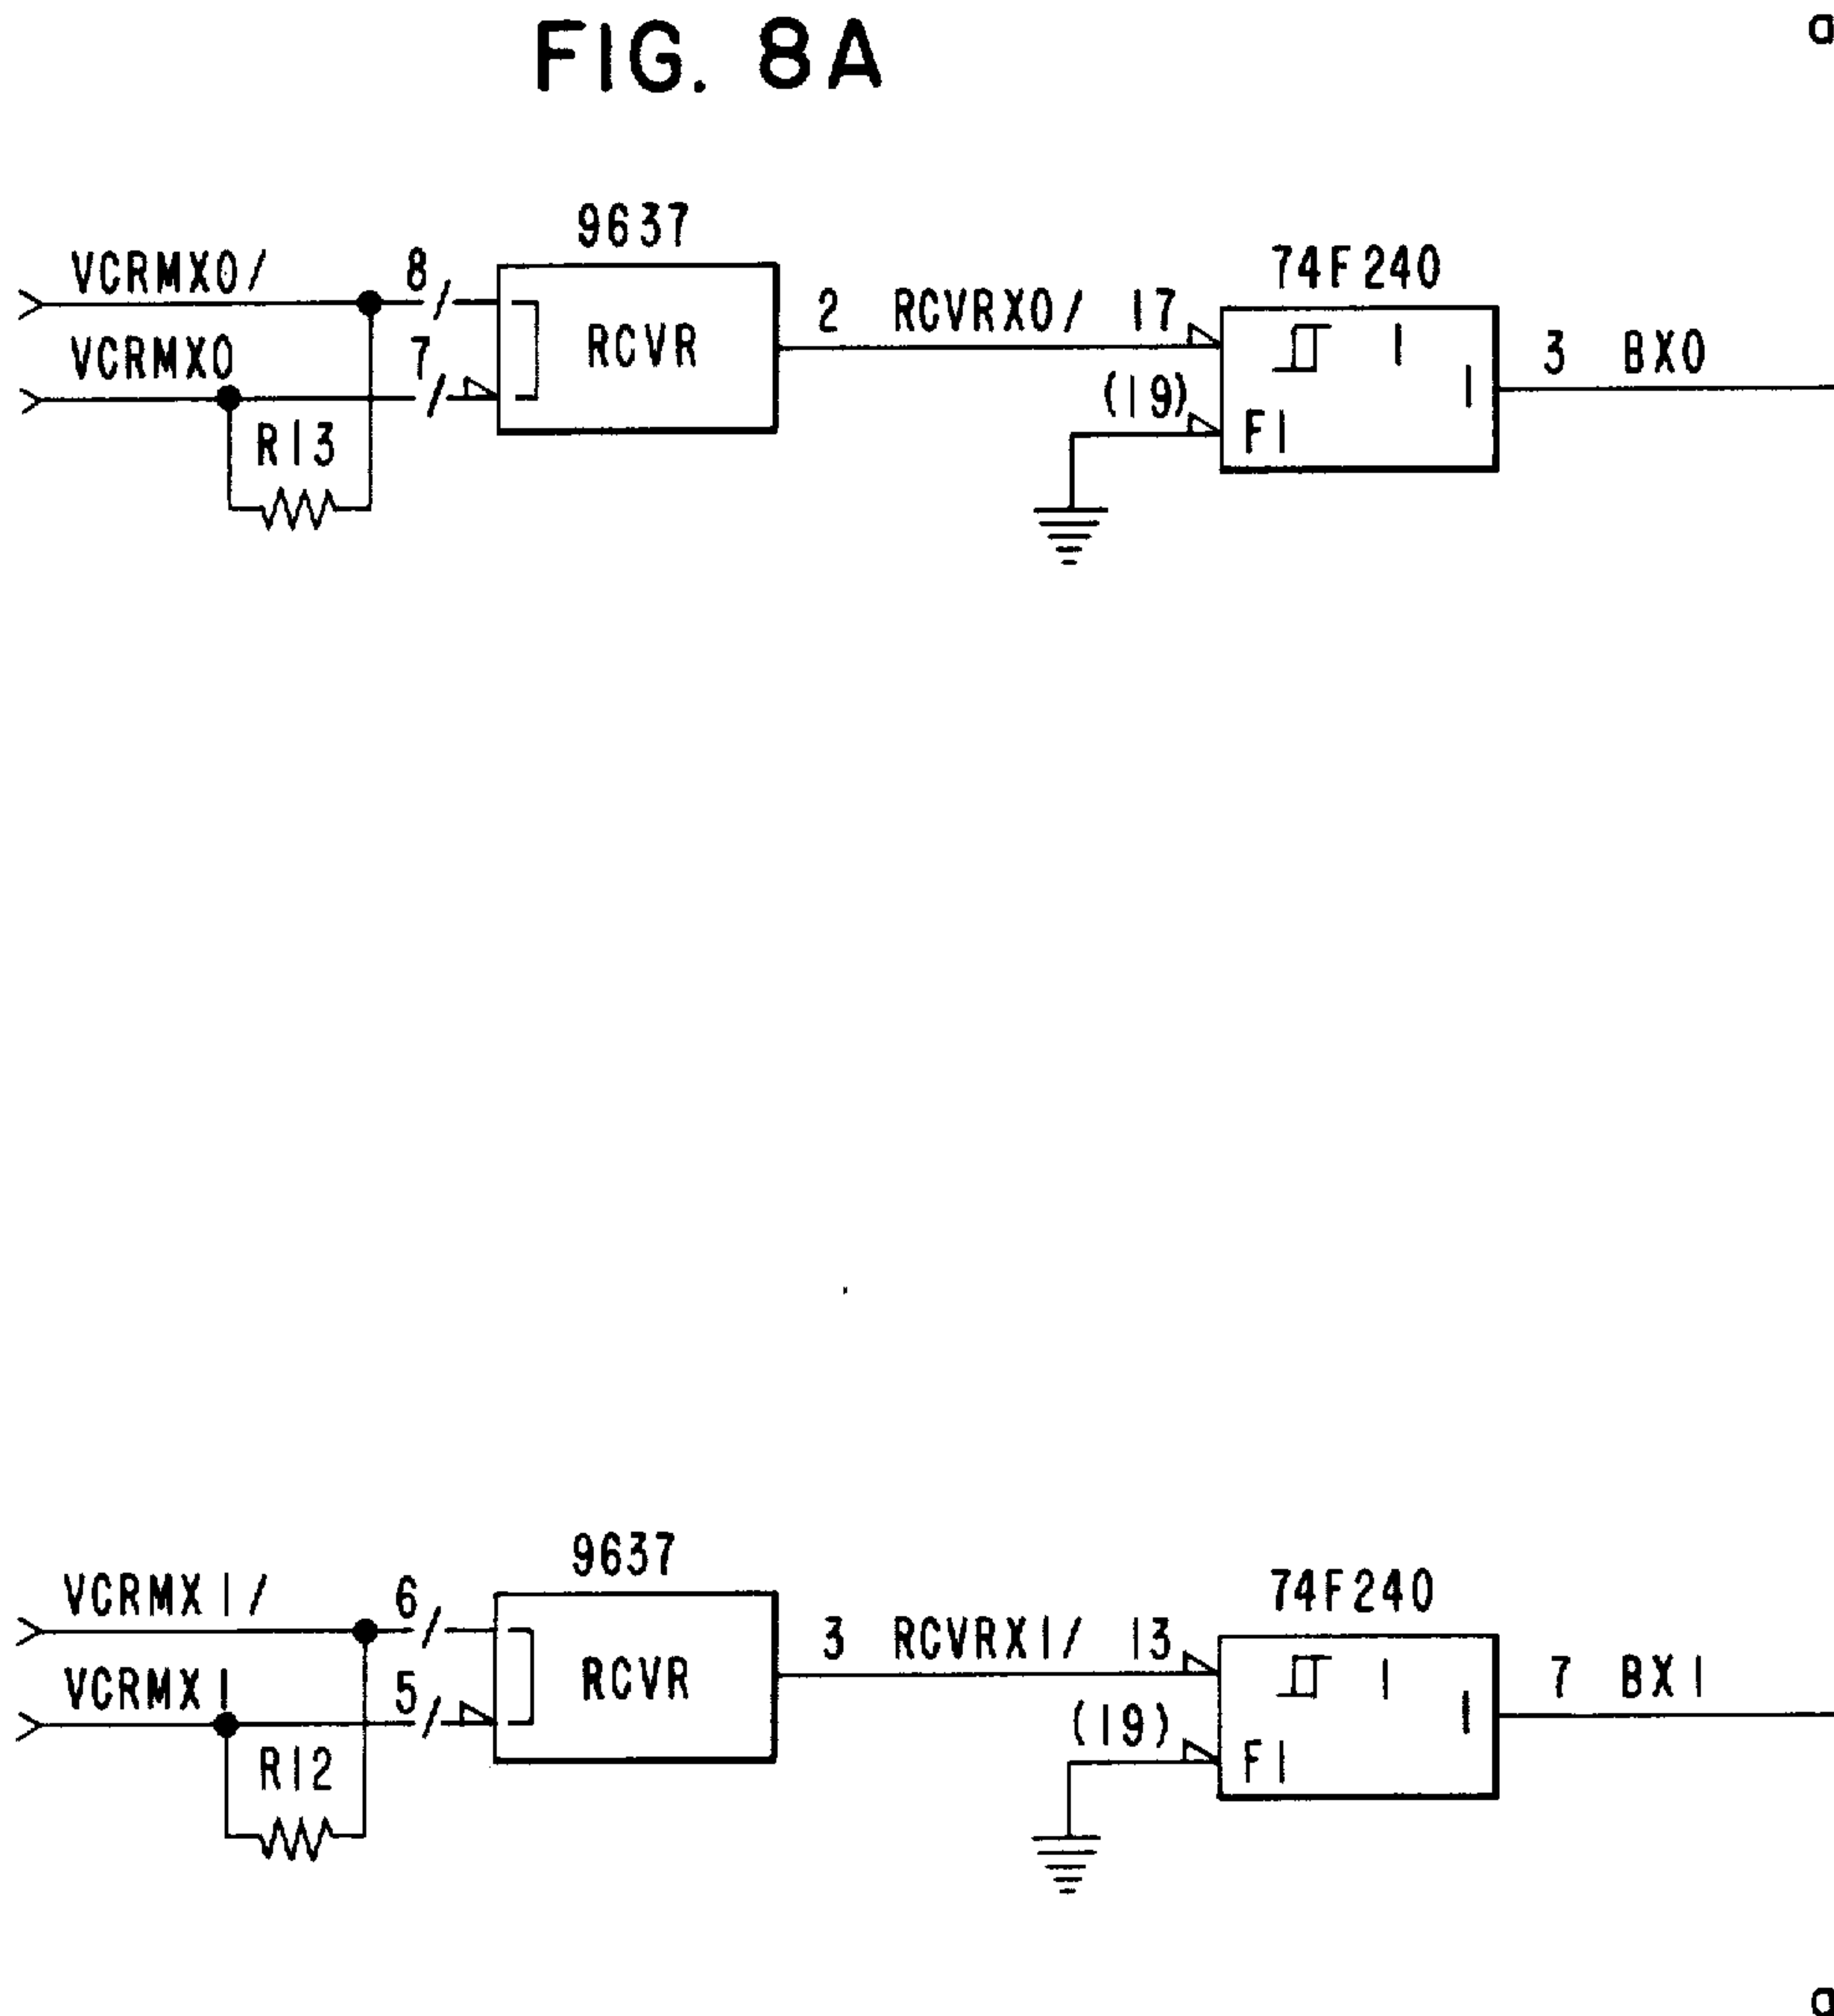 FIG. 8A
a
9637
VCRMX0/ 8
74F240
2 RCVRX0/ 17
1
RCVR
VCRMX0 7
3 BX0
1
(19)
F1
R13
9637
VCRMX1/ 6
74F240
3 RCVRX1/ 13
1
RCVR
VCRMX1 5
7 BX1
1
(19)
F1
R12